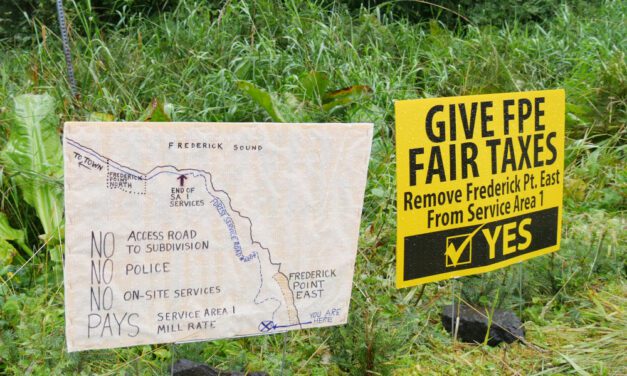 FREDERICK SOUND
← TO TOWN
FREDERICK
POINT
NORTH
END OF
SA 1
SERVICES
FOREST SERVICE ROAD
NO ACCESS ROAD
TO SUBDIVISION
NO POLICE
NO ON-SITE SERVICES
PAYS SERVICE AREA 1
MILL RATE
FREDERICK
POINT
EAST
YOU ARE
HERE
GIVE FPE
FAIR TAXES
Remove Frederick Pt. East
From Service Area 1
YES